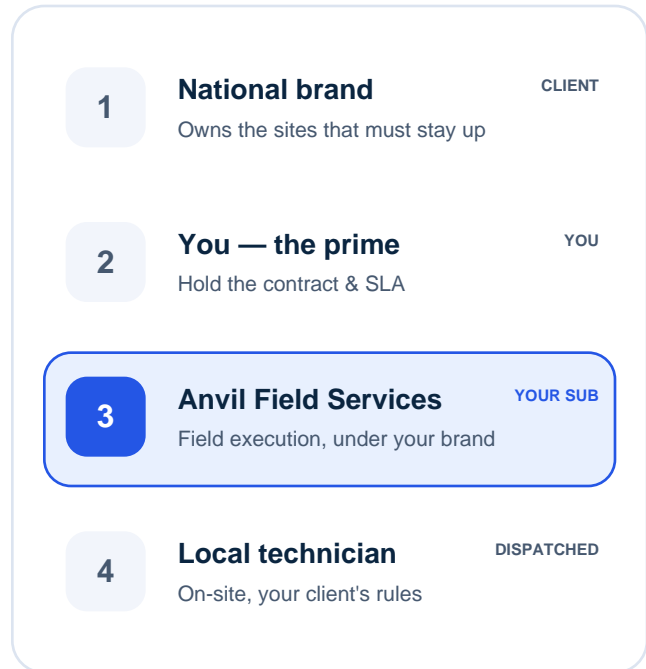 1
National brand
CLIENT
Owns the sites that must stay up
2
You — the prime
YOU
Hold the contract & SLA
3
Anvil Field Services
YOUR SUB
Field execution, under your brand
4
Local technician
DISPATCHED
On-site, your client's rules